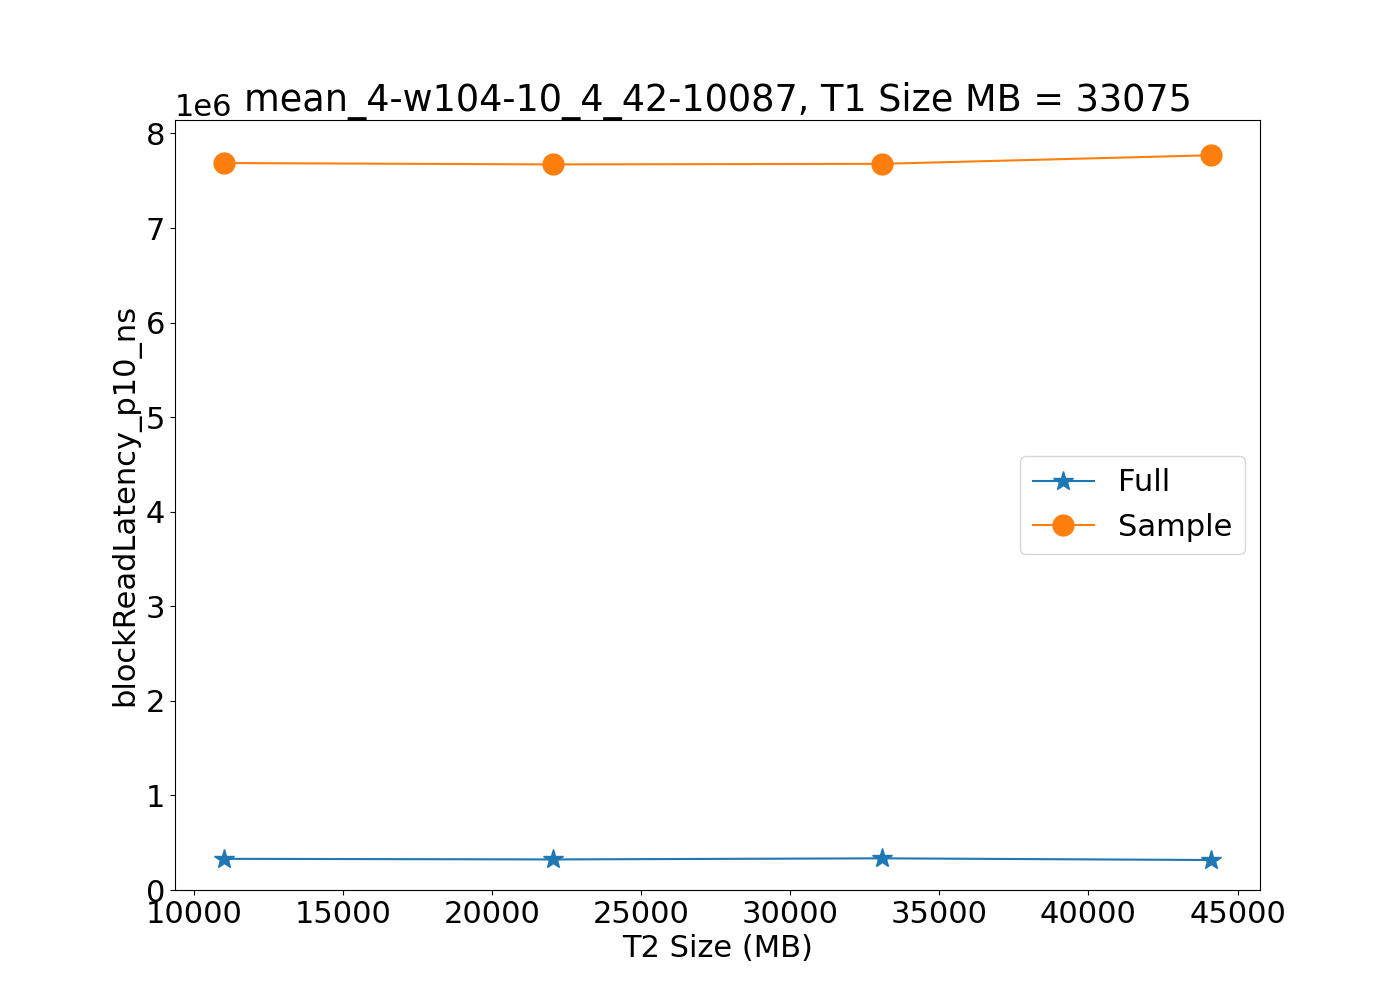 1e6 mean_4-w104-10_4_42-10087, T1 Size MB = 33075
8
7
6
5
4
3
2
1
0
blockReadLatency_p10_ns
Full
Sample
10000 15000 20000 25000 30000 35000 40000 45000
T2 Size (MB)